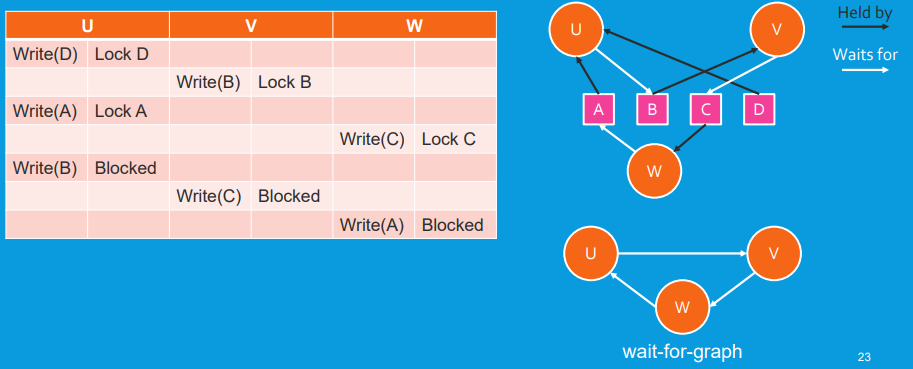 U V W
Write(D) Lock D
Write(B) Lock B
Write(A) Lock A
Write(C) Lock C
Write(B) Blocked
Write(C) Blocked
Write(A) Blocked
Held by
Waits for
U V
A B C D
W
U V
W
wait-for-graph
23